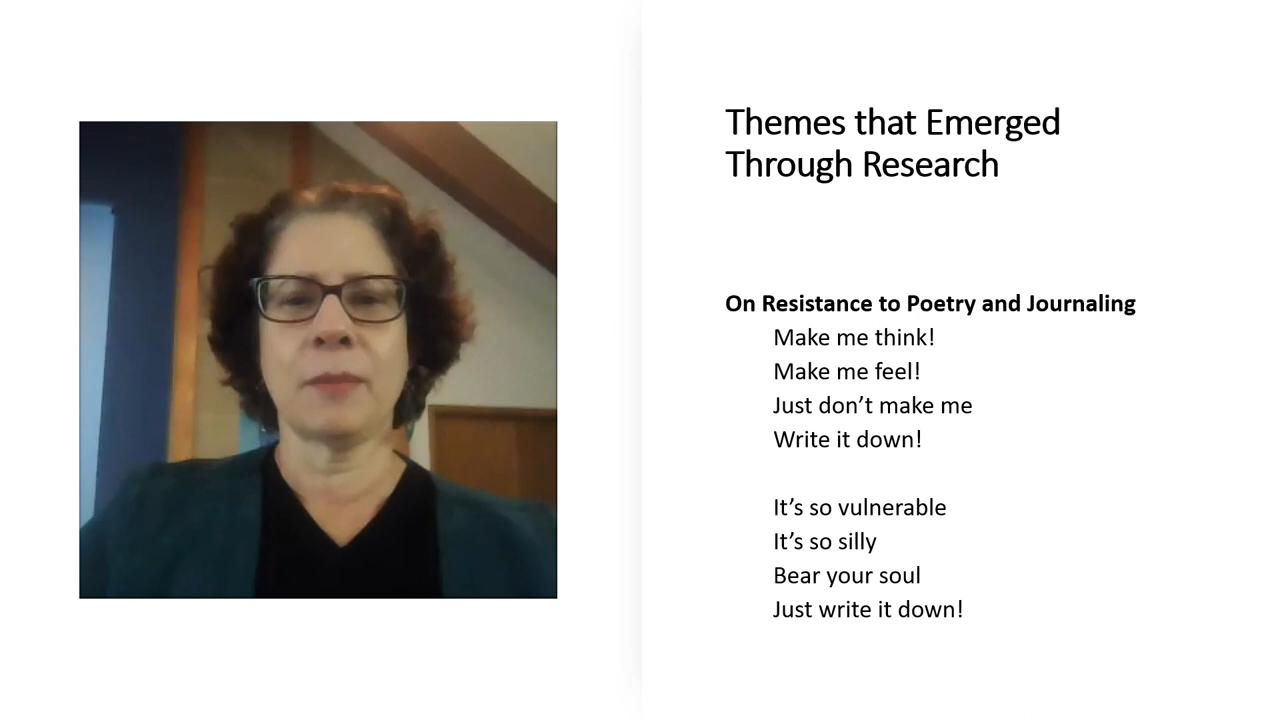 Themes that Emerged
Through Research
On Resistance to Poetry and Journaling
Make me think!
Make me feel!
Just don’t make me
Write it down!
It’s so vulnerable
It’s so silly
Bear your soul
Just write it down!